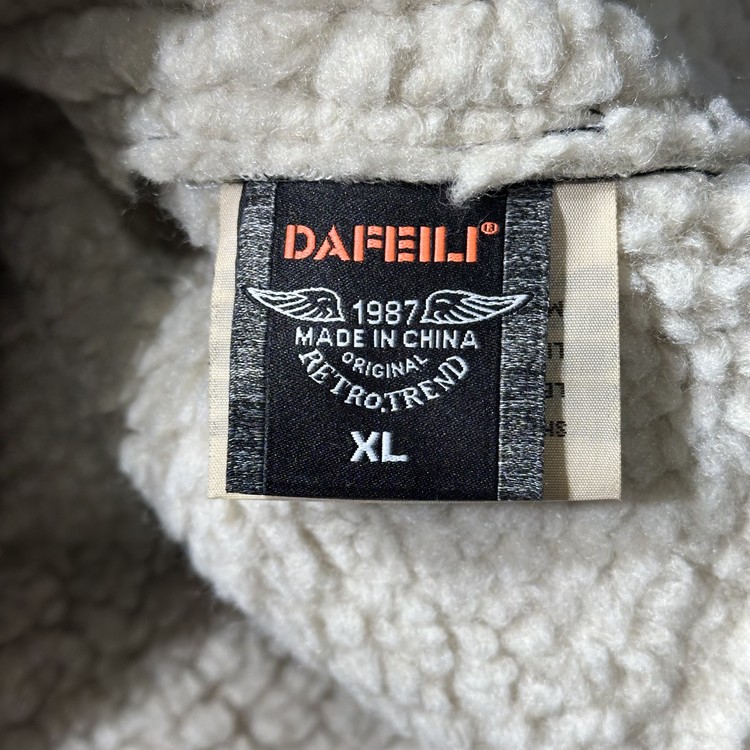 DAFEILI®
1987
MADE IN CHINA
ORIGINAL
RETRO.TREND
XL